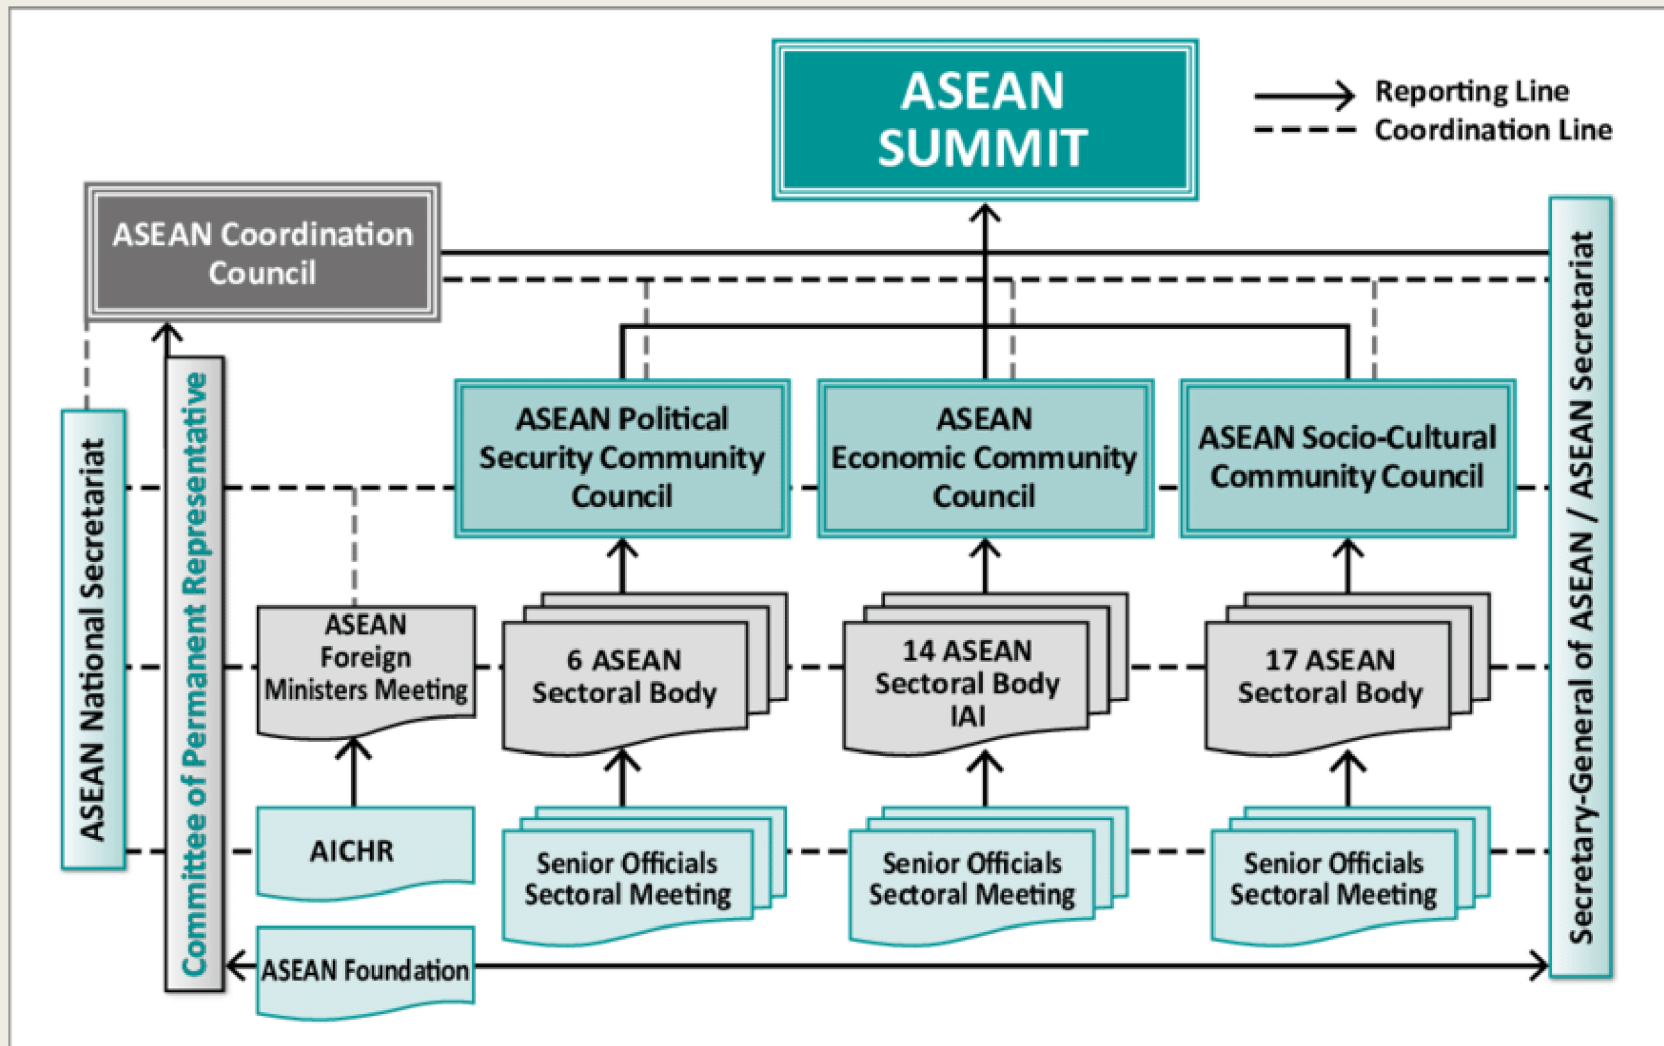 ASEAN
SUMMIT
Reporting Line
Coordination Line
ASEAN Coordination
Council
ASEAN National Secretariat
Committee of Permanent Representative
ASEAN Political
Security Community
Council
ASEAN
Economic Community
Council
ASEAN Socio-Cultural
Community Council
Secretary-General of ASEAN / ASEAN Secretariat
ASEAN
Foreign
Ministers Meeting
6 ASEAN
Sectoral Body
14 ASEAN
Sectoral Body
IAI
17 ASEAN
Sectoral Body
AICHR
Senior Officials
Sectoral Meeting
Senior Officials
Sectoral Meeting
Senior Officials
Sectoral Meeting
ASEAN Foundation